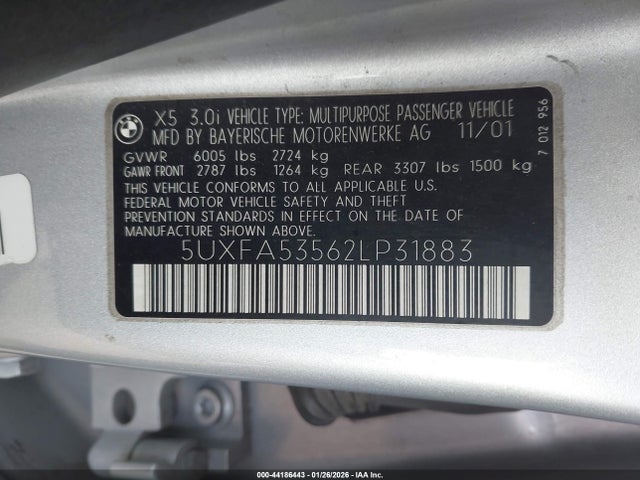 BMW
X5 3.0i VEHICLE TYPE: MULTIPURPOSE PASSENGER VEHICLE
MFD BY BAYERISCHE MOTORENWERKE AG 11/01
GVWR 6005 lbs 2724 kg
GAWR FRONT 2787 lbs 1264 kg REAR 3307 lbs 1500 kg
THIS VEHICLE CONFORMS TO ALL APPLICABLE U.S.
FEDERAL MOTOR VEHICLE SAFETY AND THEFT
PREVENTION STANDARDS IN EFFECT ON THE DATE OF
MANUFACTURE SHOWN ABOVE.
5UXFA53562LP31883
7 012 956
000-44186443 - 01/26/2026 - IAA Inc.